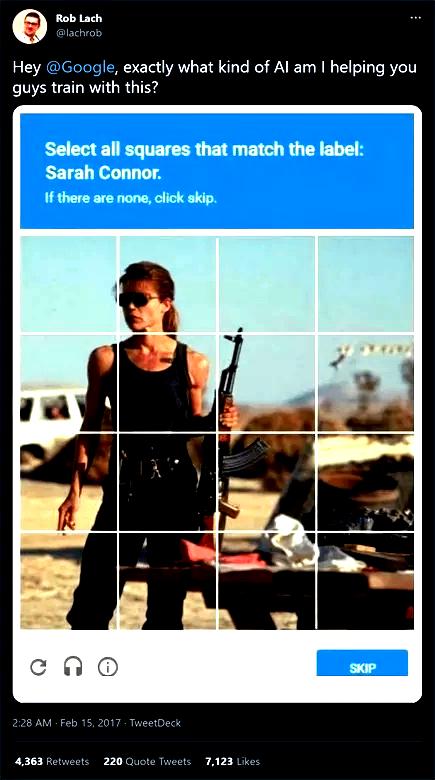 Rob Lach
@lachrob
Hey @Google, exactly what kind of AI am I helping you
guys train with this?
Select all squares that match the label:
Sarah Connor.
If there are none, click skip.
SKIP
2:28 AM · Feb 15, 2017 · TweetDeck
4,363 Retweets 220 Quote Tweets 7,123 Likes